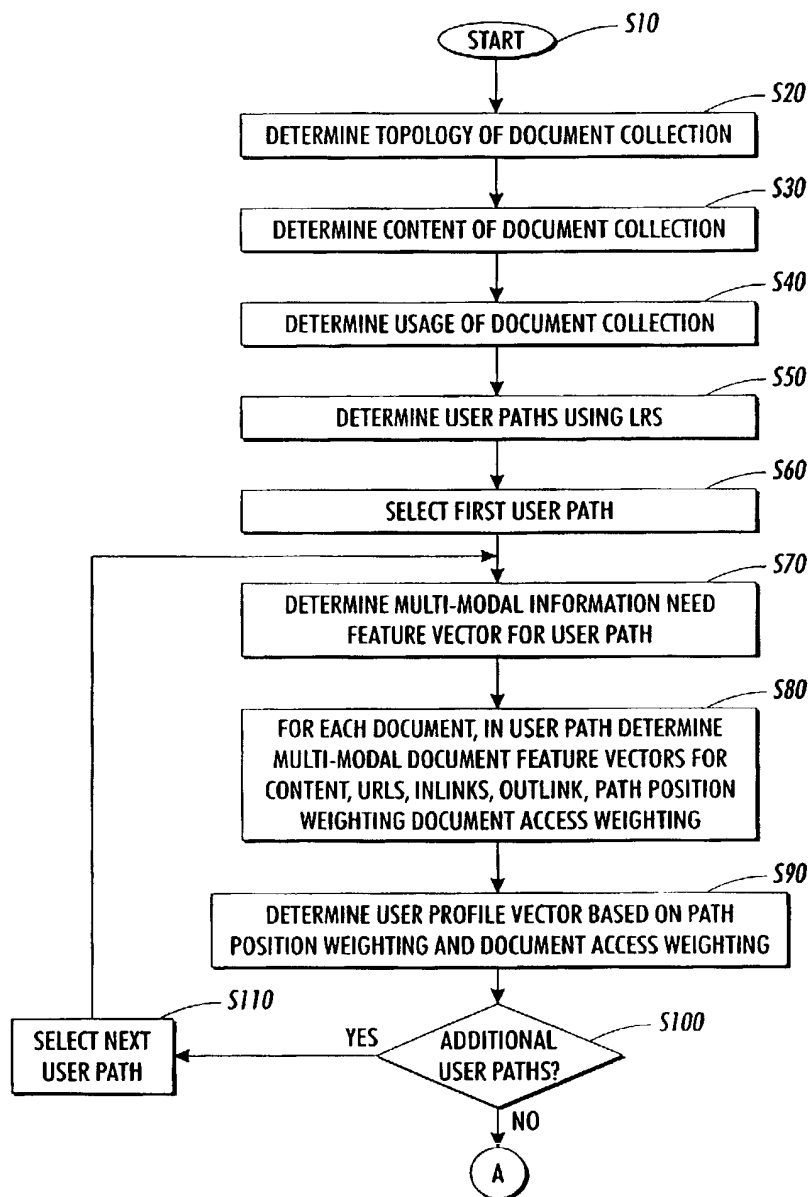 START
S10
S20
DETERMINE TOPOLOGY OF DOCUMENT COLLECTION
S30
DETERMINE CONTENT OF DOCUMENT COLLECTION
S40
DETERMINE USAGE OF DOCUMENT COLLECTION
S50
DETERMINE USER PATHS USING LRS
S60
SELECT FIRST USER PATH
S70
DETERMINE MULTI-MODAL INFORMATION NEED
FEATURE VECTOR FOR USER PATH
S80
FOR EACH DOCUMENT, IN USER PATH DETERMINE
MULTI-MODAL DOCUMENT FEATURE VECTORS FOR
CONTENT, URLS, INLINKS, OUTLINK, PATH POSITION
WEIGHTING DOCUMENT ACCESS WEIGHTING
S90
DETERMINE USER PROFILE VECTOR BASED ON PATH
POSITION WEIGHTING AND DOCUMENT ACCESS WEIGHTING
S110
SELECT NEXT
USER PATH
YES
S100
ADDITIONAL
USER PATHS?
NO
A